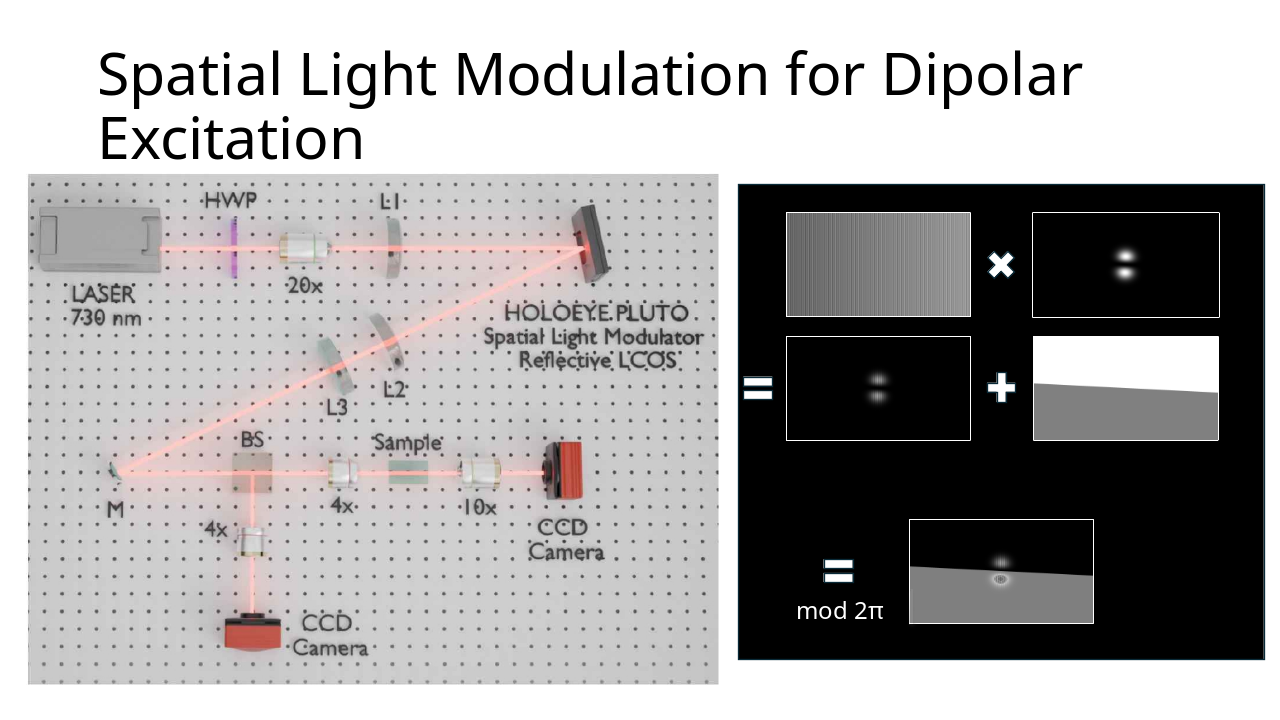 Spatial Light Modulation for Dipolar
Excitation
HWP
L1
20x
LASER
730 nm
HOLOEYE PLUTO
Spatial Light Modulator
Reflective LCOS
L2
L3
BS
Sample
M
4x
10x
4x
CCD
Camera
CCD
Camera
×
=
+
=
mod 2π